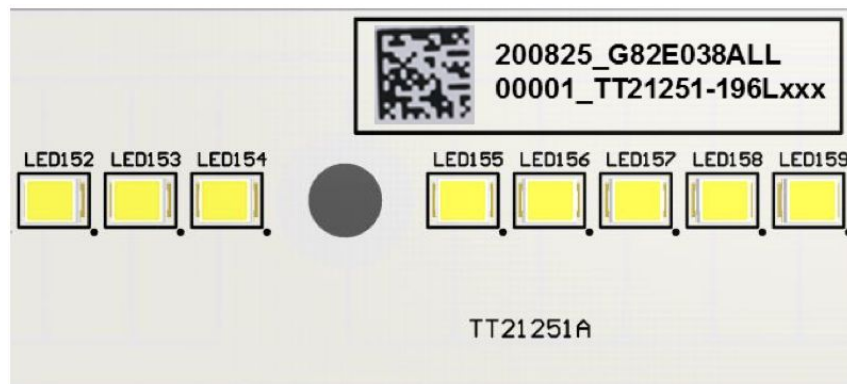 200825_G82E038ALL
00001_TT21251-196Lxxx
LED152 LED153 LED154 LED155 LED156 LED157 LED158 LED159
TT21251A